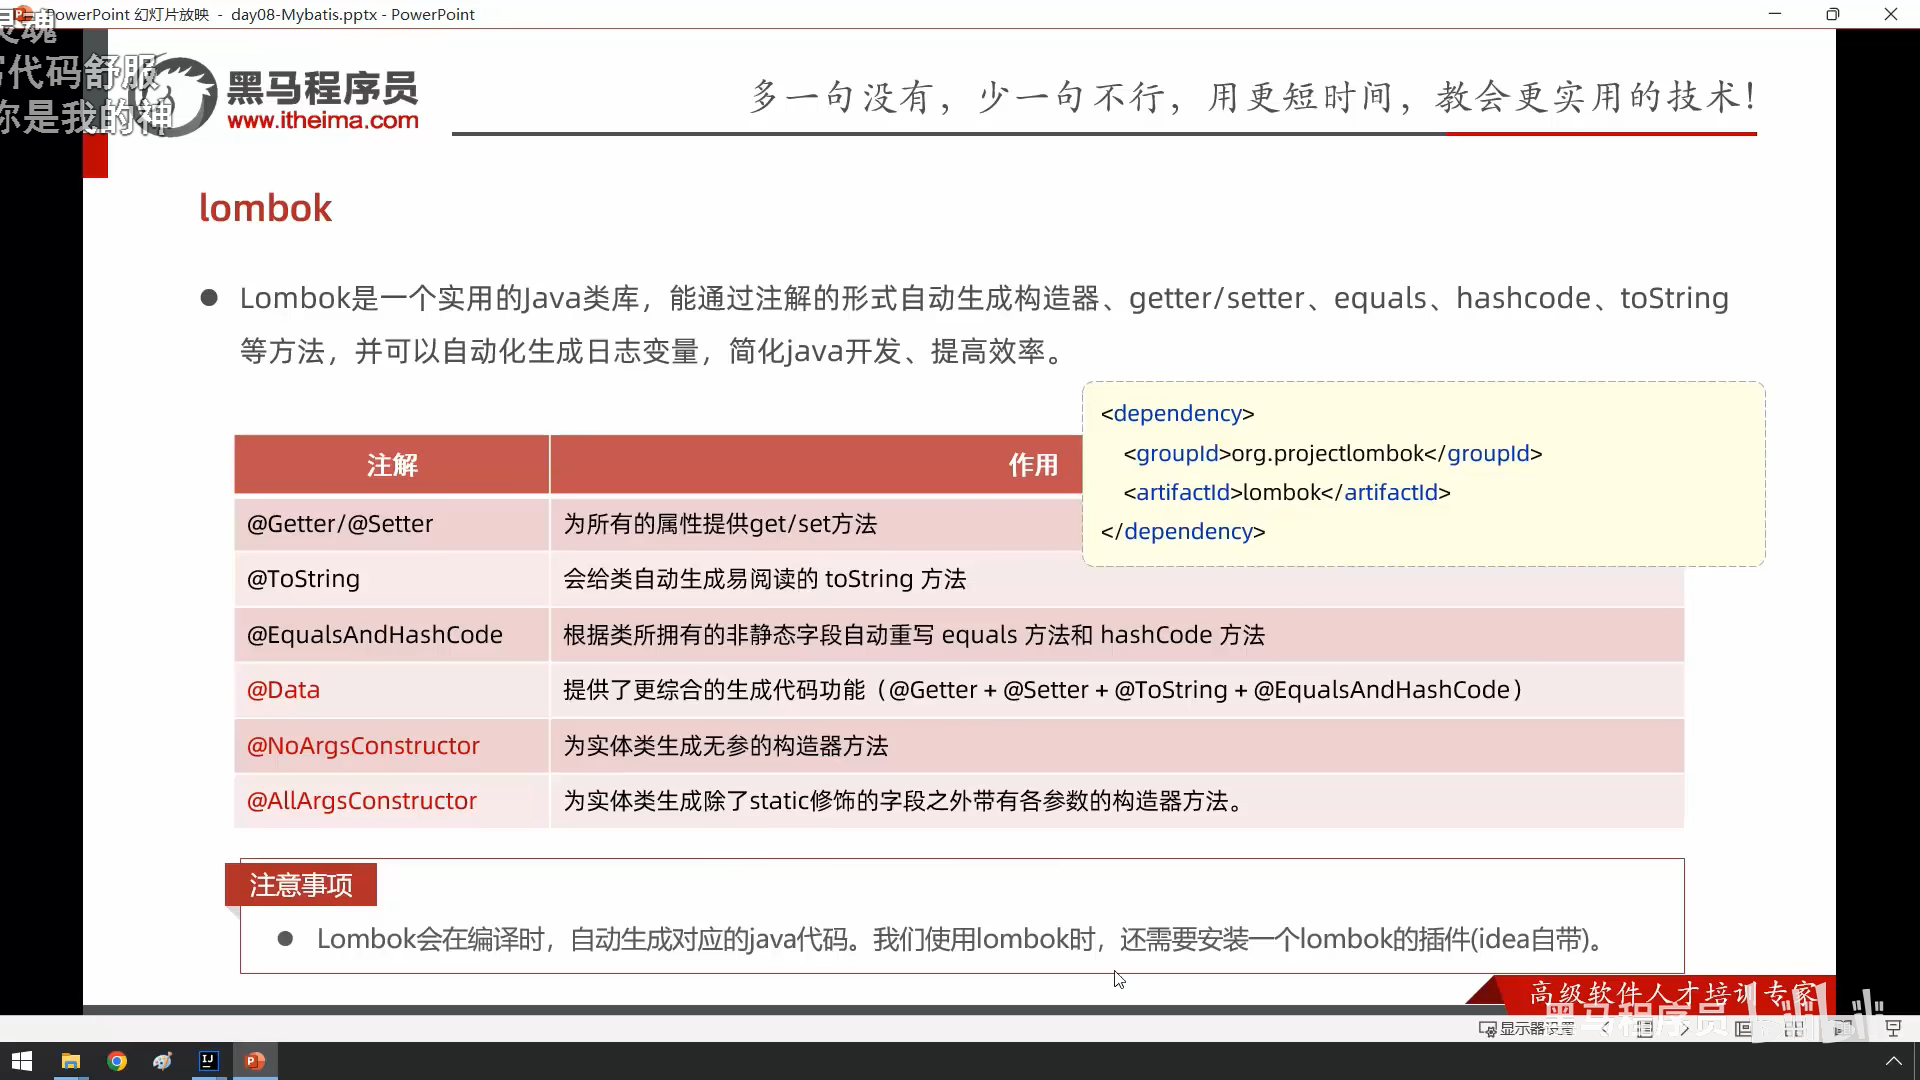 PowerPoint 幻灯片放映 - day08-Mybatis.pptx - PowerPoint
灵魂
代码舒服
你是我的神
黑马程序员
www.itheima.com
多一句没有，少一句不行，用更短时间，教会更实用的技术！
lombok
Lombok是一个实用的Java类库，能通过注解的形式自动生成构造器、getter/setter、equals、hashcode、toString
等方法，并可以自动化生成日志变量，简化java开发、提高效率。
<dependency>
<groupId>org.projectlombok</groupId>
<artifactId>lombok</artifactId>
</dependency>
注解 作用
@Getter/@Setter 为所有的属性提供get/set方法
@ToString 会给类自动生成易阅读的 toString 方法
@EqualsAndHashCode 根据类所拥有的非静态字段自动重写 equals 方法和 hashCode 方法
@Data 提供了更综合的生成代码功能（@Getter + @Setter + @ToString + @EqualsAndHashCode）
@NoArgsConstructor 为实体类生成无参的构造器方法
@AllArgsConstructor 为实体类生成除了static修饰的字段之外带有各参数的构造器方法。
注意事项
Lombok会在编译时，自动生成对应的java代码。我们使用lombok时，还需要安装一个lombok的插件(idea自带)。
高级软件人才培训专家
黑马程序员
显示器设置